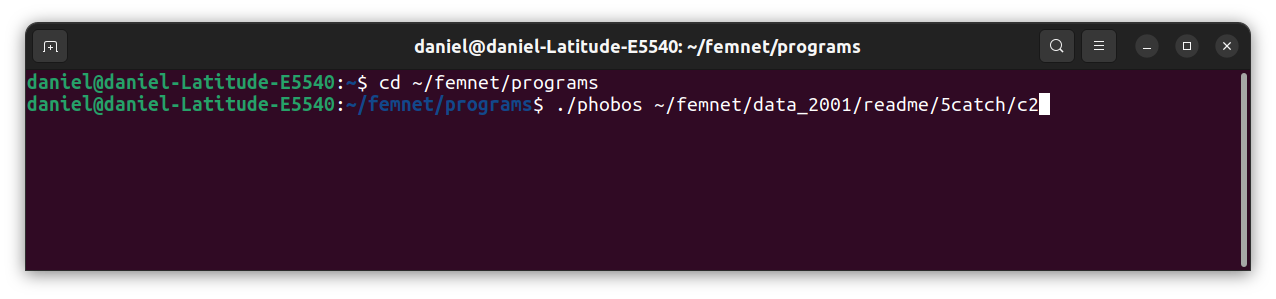 daniel@daniel-Latitude-E5540: ~/femnet/programs
daniel@daniel-Latitude-E5540:~$ cd ~/femnet/programs
daniel@daniel-Latitude-E5540:~/femnet/programs$ ./phobos ~/femnet/data_2001/readme/5catch/c2